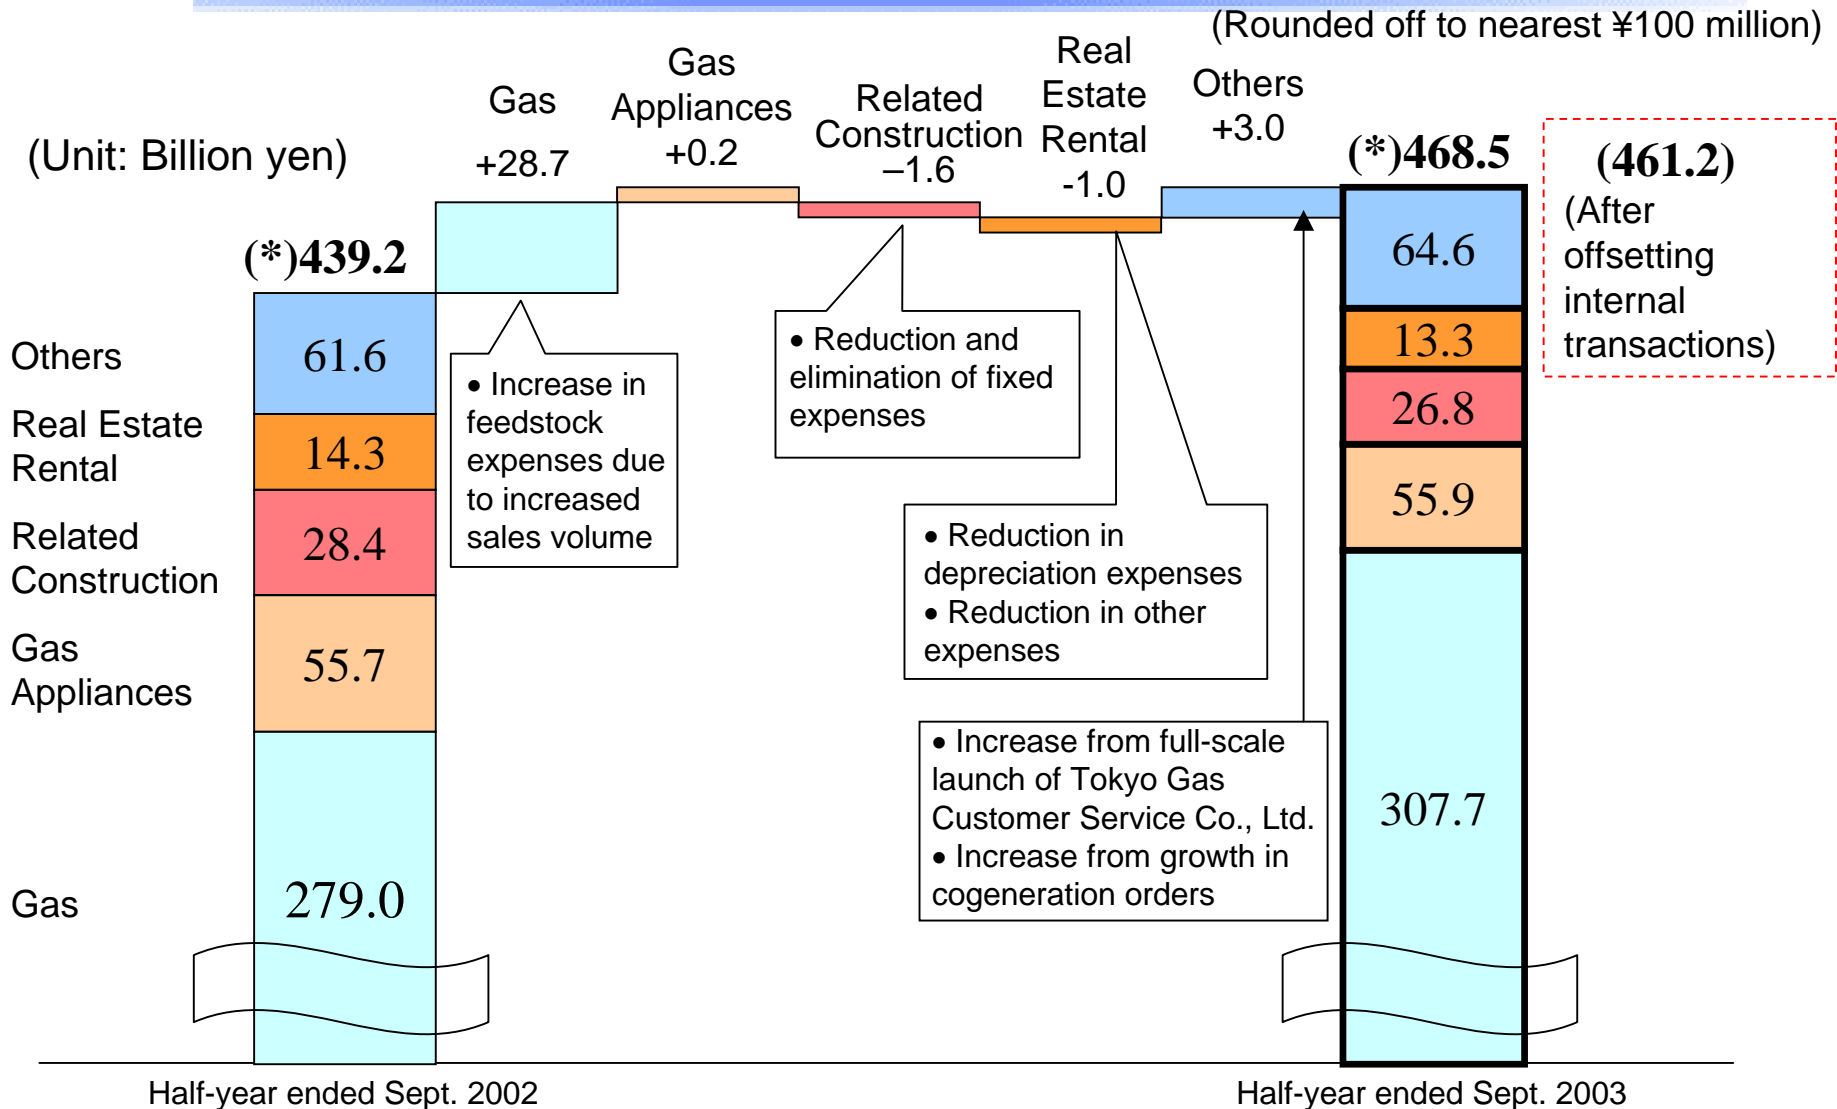 (Rounded off to nearest ¥100 million)
(Unit: Billion yen)
Gas
+28.7
Gas
Appliances
+0.2
Related
Construction
–1.6
Real
Estate
Rental
-1.0
Others
+3.0
(*)439.2
(*)468.5
(461.2)
(After
offsetting
internal
transactions)
Others
61.6
Real Estate
Rental
14.3
Related
Construction
28.4
Gas
Appliances
55.7
Gas
279.0
• Increase in
feedstock
expenses due
to increased
sales volume
• Reduction and
elimination of fixed
expenses
• Reduction in
depreciation expenses
• Reduction in other
expenses
• Increase from full-scale
launch of Tokyo Gas
Customer Service Co., Ltd.
• Increase from growth in
cogeneration orders
64.6
13.3
26.8
55.9
307.7
Half-year ended Sept. 2002
Half-year ended Sept. 2003